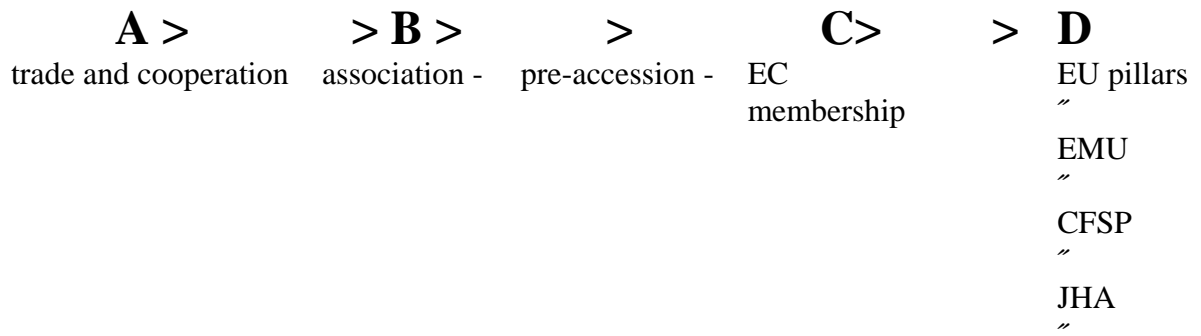 A > > B > > C> > D
trade and cooperation association - pre-accession - EC EU pillars
membership ″
EMU
″
CFSP
″
JHA
″